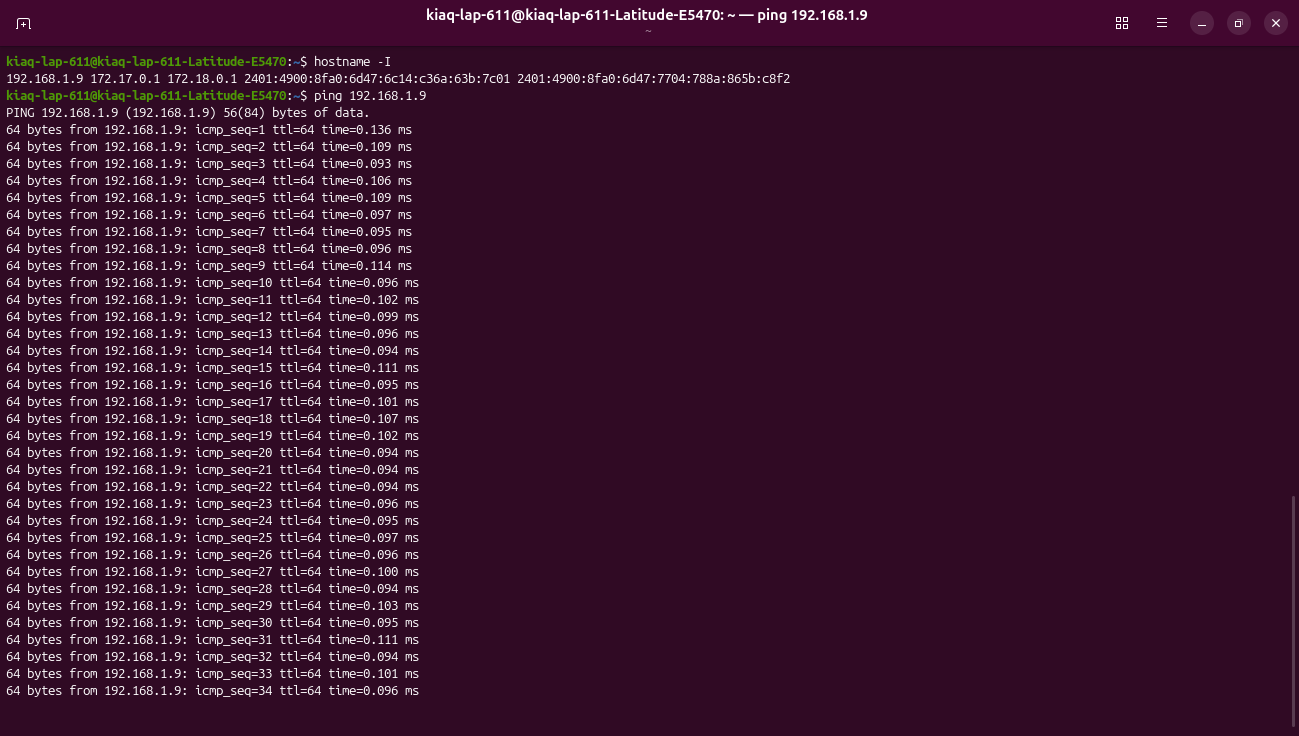 kiaq-lap-611@kiaq-lap-611-Latitude-E5470: ~ — ping 192.168.1.9
~
kiaq-lap-611@kiaq-lap-611-Latitude-E5470:~$ hostname -I
192.168.1.9 172.17.0.1 172.18.0.1 2401:4900:8fa0:6d47:6c14:c36a:63b:7c01 2401:4900:8fa0:6d47:7704:788a:865b:c8f2
kiaq-lap-611@kiaq-lap-611-Latitude-E5470:~$ ping 192.168.1.9
PING 192.168.1.9 (192.168.1.9) 56(84) bytes of data.
64 bytes from 192.168.1.9: icmp_seq=1 ttl=64 time=0.136 ms
64 bytes from 192.168.1.9: icmp_seq=2 ttl=64 time=0.109 ms
64 bytes from 192.168.1.9: icmp_seq=3 ttl=64 time=0.093 ms
64 bytes from 192.168.1.9: icmp_seq=4 ttl=64 time=0.106 ms
64 bytes from 192.168.1.9: icmp_seq=5 ttl=64 time=0.109 ms
64 bytes from 192.168.1.9: icmp_seq=6 ttl=64 time=0.097 ms
64 bytes from 192.168.1.9: icmp_seq=7 ttl=64 time=0.095 ms
64 bytes from 192.168.1.9: icmp_seq=8 ttl=64 time=0.096 ms
64 bytes from 192.168.1.9: icmp_seq=9 ttl=64 time=0.114 ms
64 bytes from 192.168.1.9: icmp_seq=10 ttl=64 time=0.096 ms
64 bytes from 192.168.1.9: icmp_seq=11 ttl=64 time=0.102 ms
64 bytes from 192.168.1.9: icmp_seq=12 ttl=64 time=0.099 ms
64 bytes from 192.168.1.9: icmp_seq=13 ttl=64 time=0.096 ms
64 bytes from 192.168.1.9: icmp_seq=14 ttl=64 time=0.094 ms
64 bytes from 192.168.1.9: icmp_seq=15 ttl=64 time=0.111 ms
64 bytes from 192.168.1.9: icmp_seq=16 ttl=64 time=0.095 ms
64 bytes from 192.168.1.9: icmp_seq=17 ttl=64 time=0.101 ms
64 bytes from 192.168.1.9: icmp_seq=18 ttl=64 time=0.107 ms
64 bytes from 192.168.1.9: icmp_seq=19 ttl=64 time=0.102 ms
64 bytes from 192.168.1.9: icmp_seq=20 ttl=64 time=0.094 ms
64 bytes from 192.168.1.9: icmp_seq=21 ttl=64 time=0.094 ms
64 bytes from 192.168.1.9: icmp_seq=22 ttl=64 time=0.094 ms
64 bytes from 192.168.1.9: icmp_seq=23 ttl=64 time=0.096 ms
64 bytes from 192.168.1.9: icmp_seq=24 ttl=64 time=0.095 ms
64 bytes from 192.168.1.9: icmp_seq=25 ttl=64 time=0.097 ms
64 bytes from 192.168.1.9: icmp_seq=26 ttl=64 time=0.096 ms
64 bytes from 192.168.1.9: icmp_seq=27 ttl=64 time=0.100 ms
64 bytes from 192.168.1.9: icmp_seq=28 ttl=64 time=0.094 ms
64 bytes from 192.168.1.9: icmp_seq=29 ttl=64 time=0.103 ms
64 bytes from 192.168.1.9: icmp_seq=30 ttl=64 time=0.095 ms
64 bytes from 192.168.1.9: icmp_seq=31 ttl=64 time=0.111 ms
64 bytes from 192.168.1.9: icmp_seq=32 ttl=64 time=0.094 ms
64 bytes from 192.168.1.9: icmp_seq=33 ttl=64 time=0.101 ms
64 bytes from 192.168.1.9: icmp_seq=34 ttl=64 time=0.096 ms